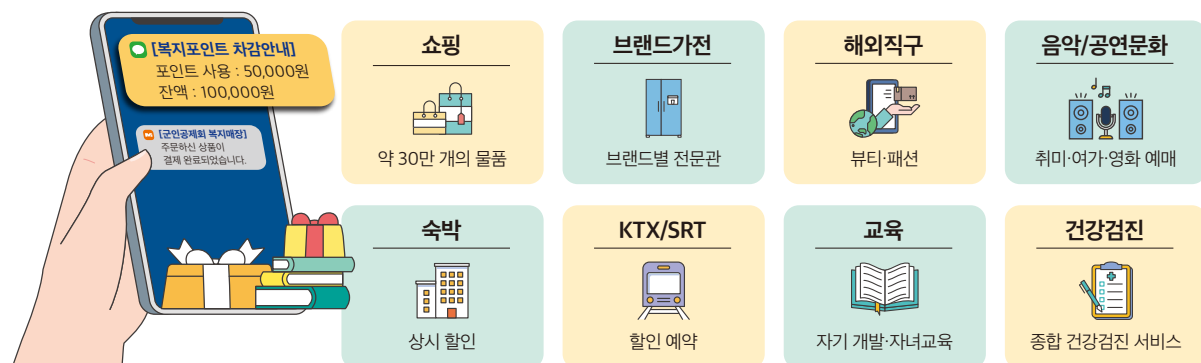 [복지포인트 차감안내]
포인트 사용 : 50,000원
잔액 : 100,000원
[군인공제회 복지매장]
주문하신 상품이
결제 완료되었습니다.
쇼핑
약 30만 개의 물품
브랜드가전
브랜드별 전문관
해외직구
뷰티·패션
음악/공연문화
취미·여가·영화 예매
숙박
상시 할인
KTX/SRT
할인 예약
교육
자기 개발·자녀교육
건강검진
종합 건강검진 서비스